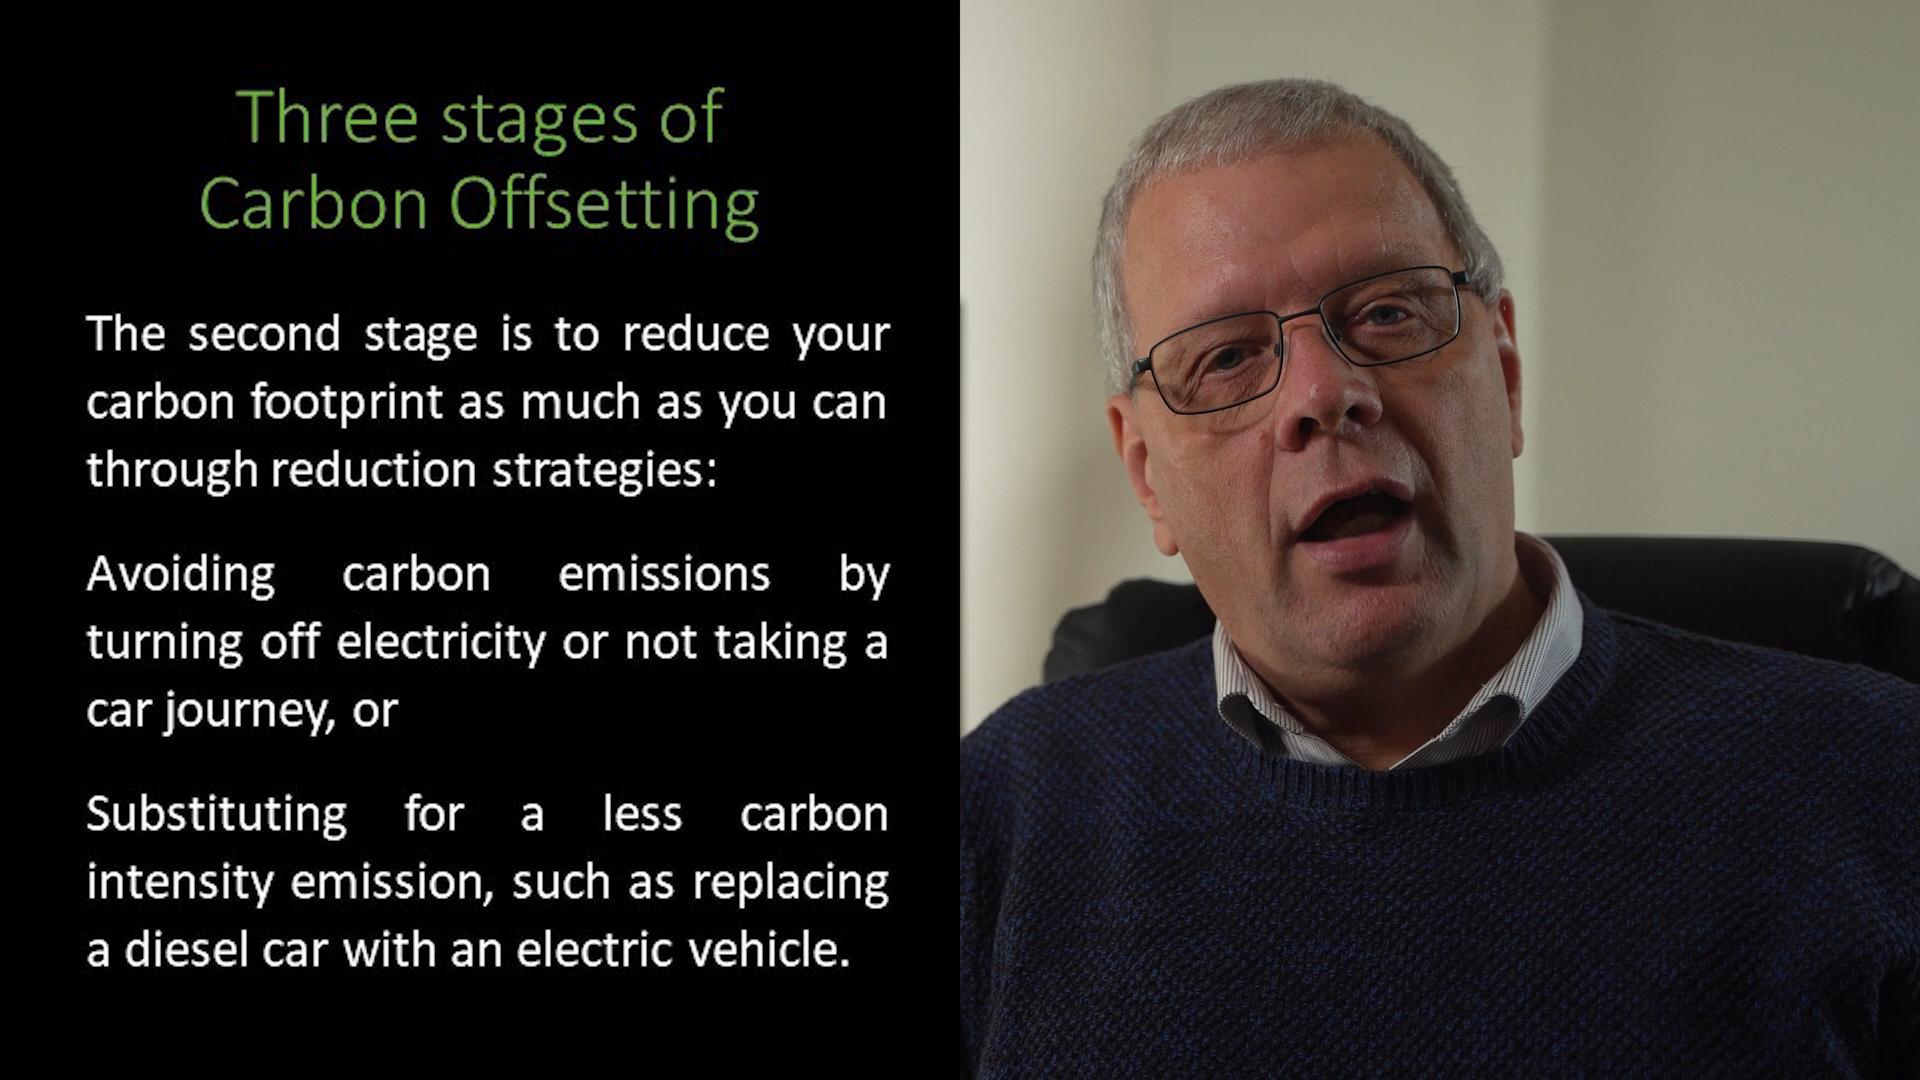 Three stages of
Carbon Offsetting
The second stage is to reduce your
carbon footprint as much as you can
through reduction strategies:
Avoiding carbon emissions by
turning off electricity or not taking a
car journey, or
Substituting for a less carbon
intensity emission, such as replacing
a diesel car with an electric vehicle.